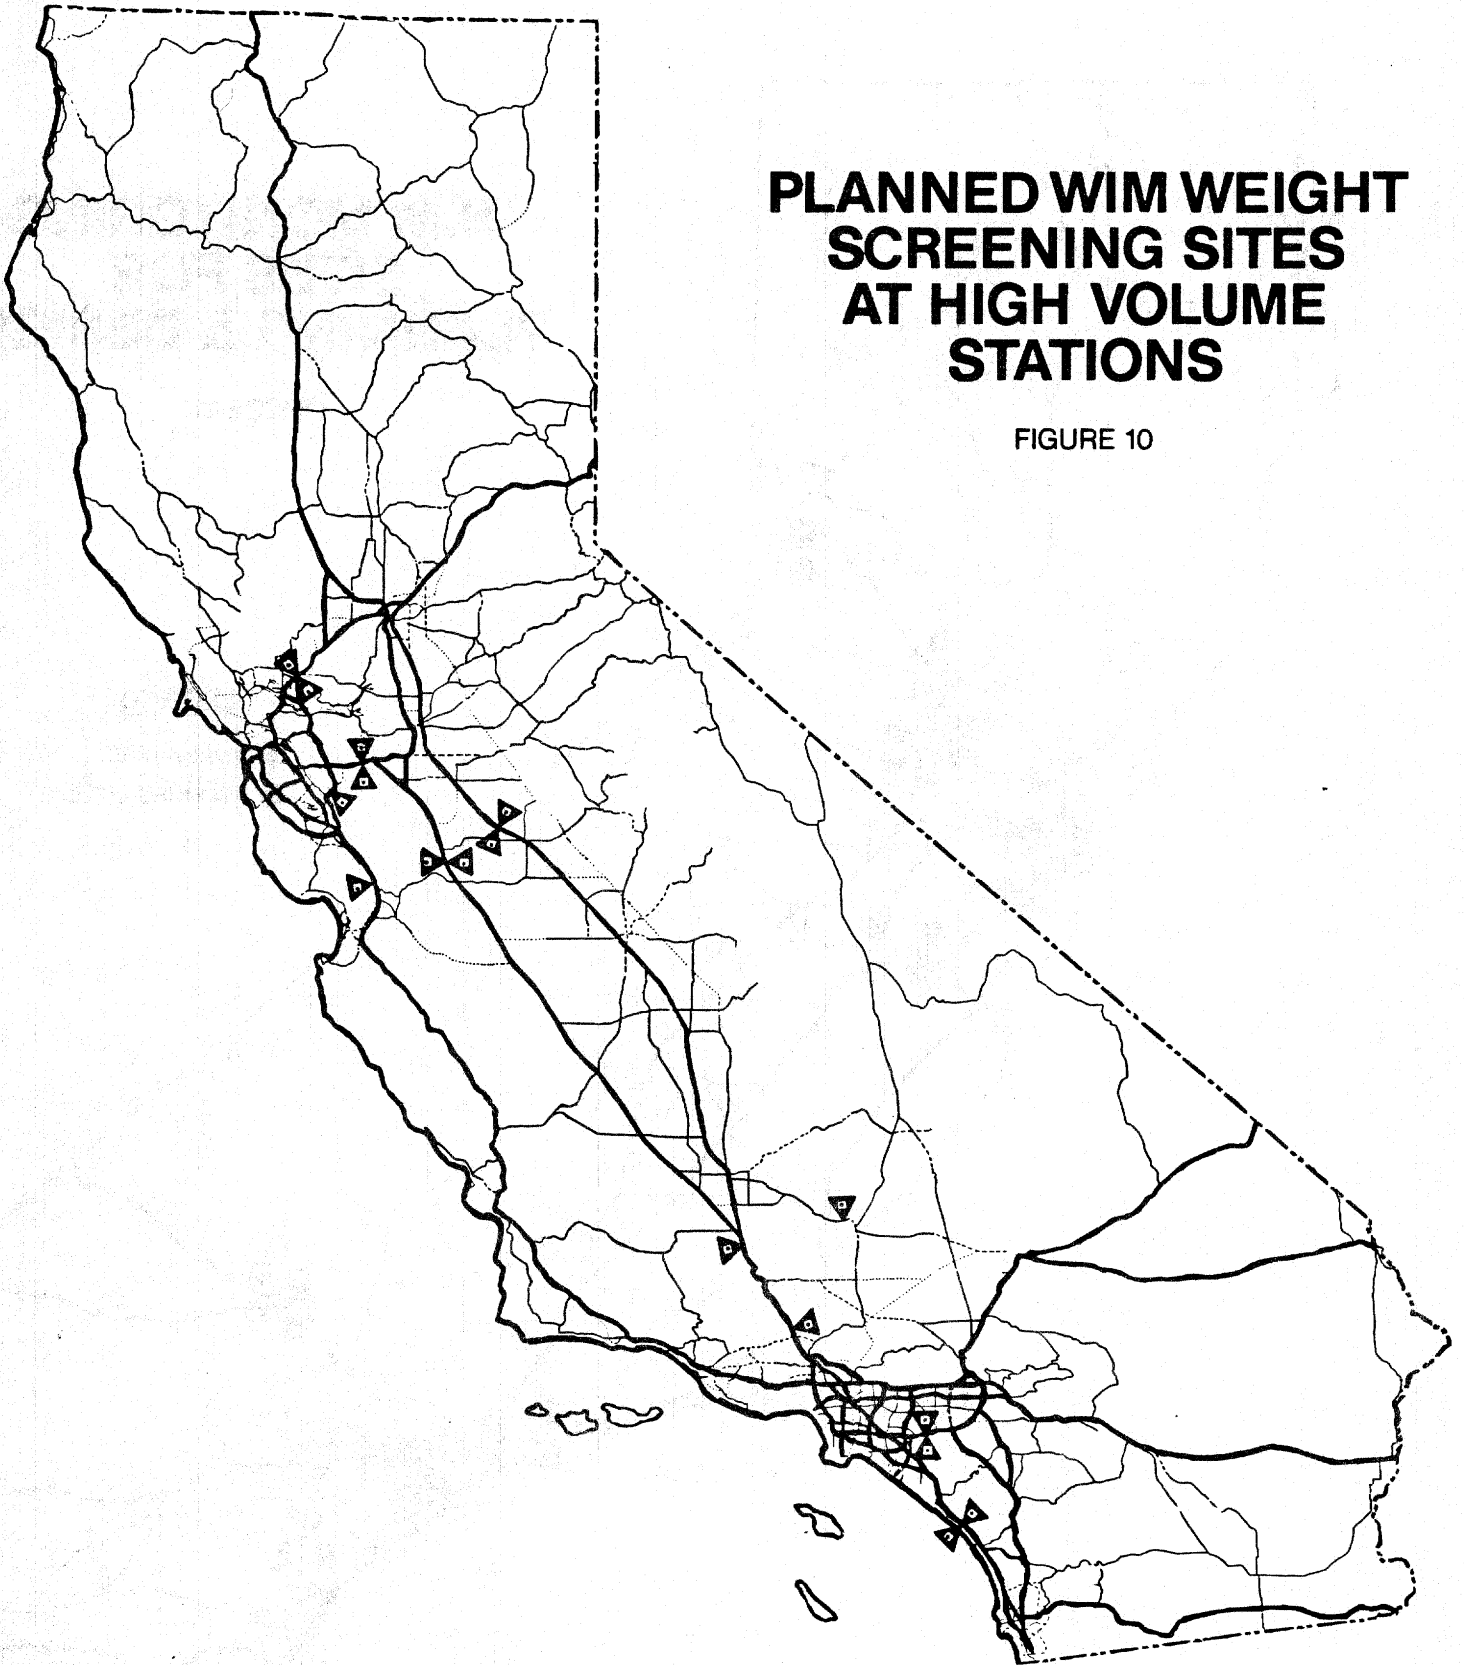 PLANNED WIM WEIGHT
SCREENING SITES
AT HIGH VOLUME
STATIONS
FIGURE 10